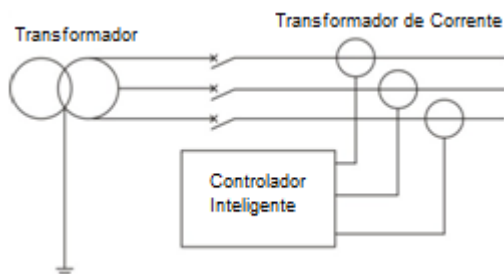 Transformador de Corrente
Transformador
Controlador
Inteligente